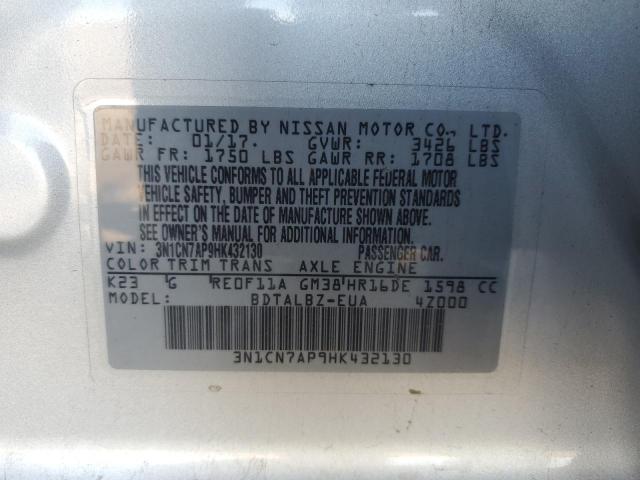 MANUFACTURED BY NISSAN MOTOR CO., LTD.
DATE: 01/17. GVWR: 3426 LBS
GAWR FR: 1750 LBS GAWR RR: 1708 LBS
THIS VEHICLE CONFORMS TO ALL APPLICABLE FEDERAL MOTOR
VEHICLE SAFETY, BUMPER AND THEFT PREVENTION STANDARDS
IN EFFECT ON THE DATE OF MANUFACTURE SHOWN ABOVE.
SEE OWNER'S MANUAL FOR ADDITIONAL INFORMATION.
VIN: 3N1CN7AP9HK432130 PASSENGER CAR.
COLOR TRIM TRANS AXLE ENGINE
K23 G RE0F11A GM38 HR16DE 1598 CC
MODEL: BDTALBZ-EUA 4Z000
3N1CN7AP9HK432130